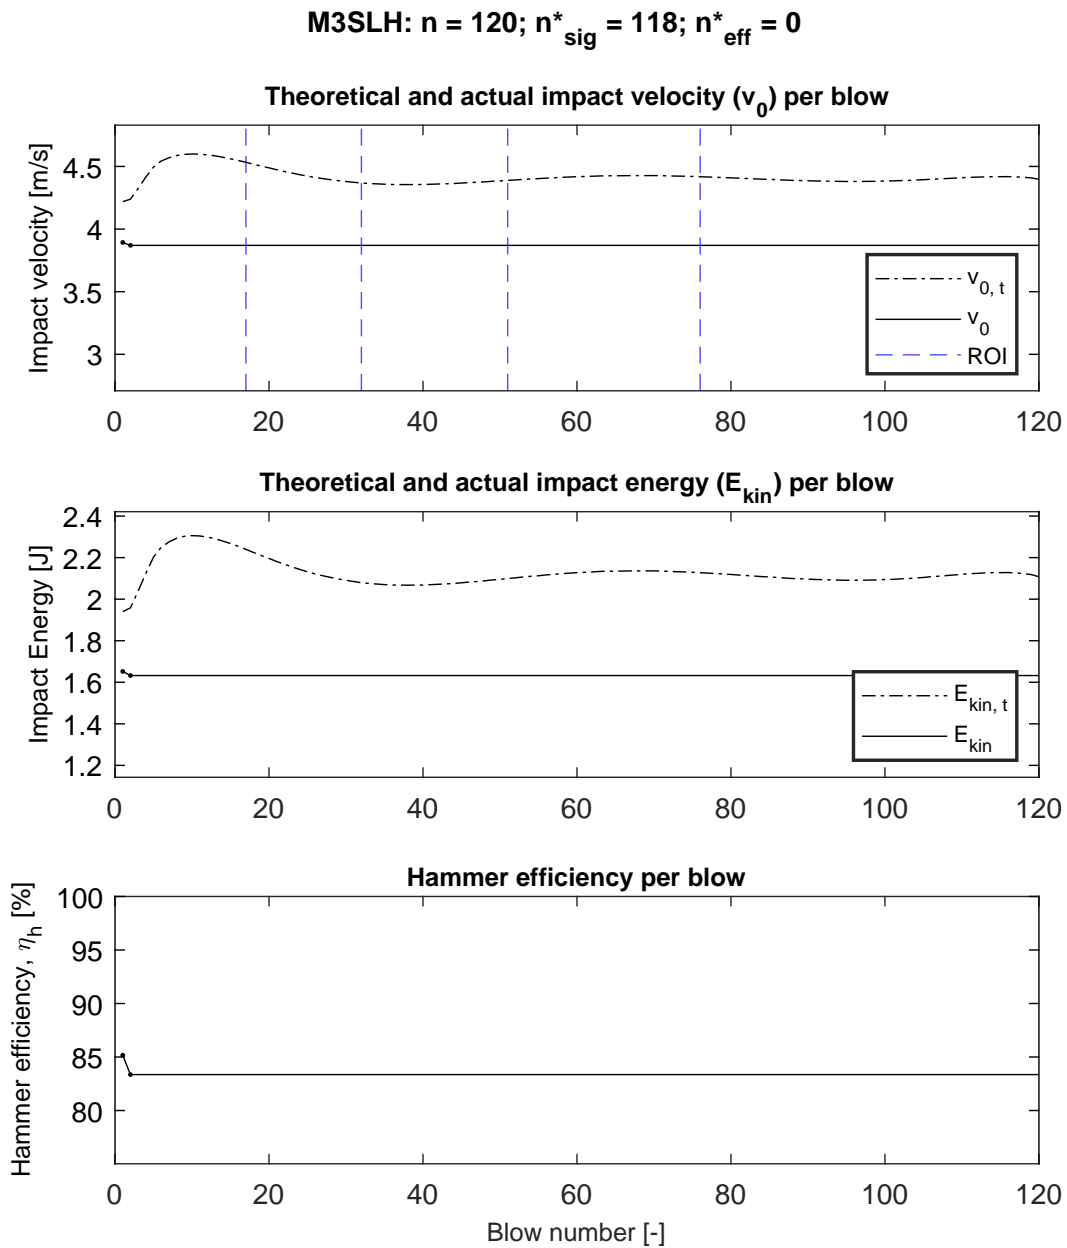 M3SLH: n = 120; n*sig = 118; n*eff = 0
Theoretical and actual impact velocity (v0) per blow
Impact velocity [m/s]
4.5
4
3.5
3
v0, t
v0
ROI
0 20 40 60 80 100 120
Theoretical and actual impact energy (Ekin) per blow
Impact Energy [J]
2.4
2.2
2
1.8
1.6
1.4
1.2
Ekin, t
Ekin
0 20 40 60 80 100 120
Hammer efficiency per blow
Hammer efficiency, ηh [%]
100
95
90
85
80
0 20 40 60 80 100 120
Blow number [-]